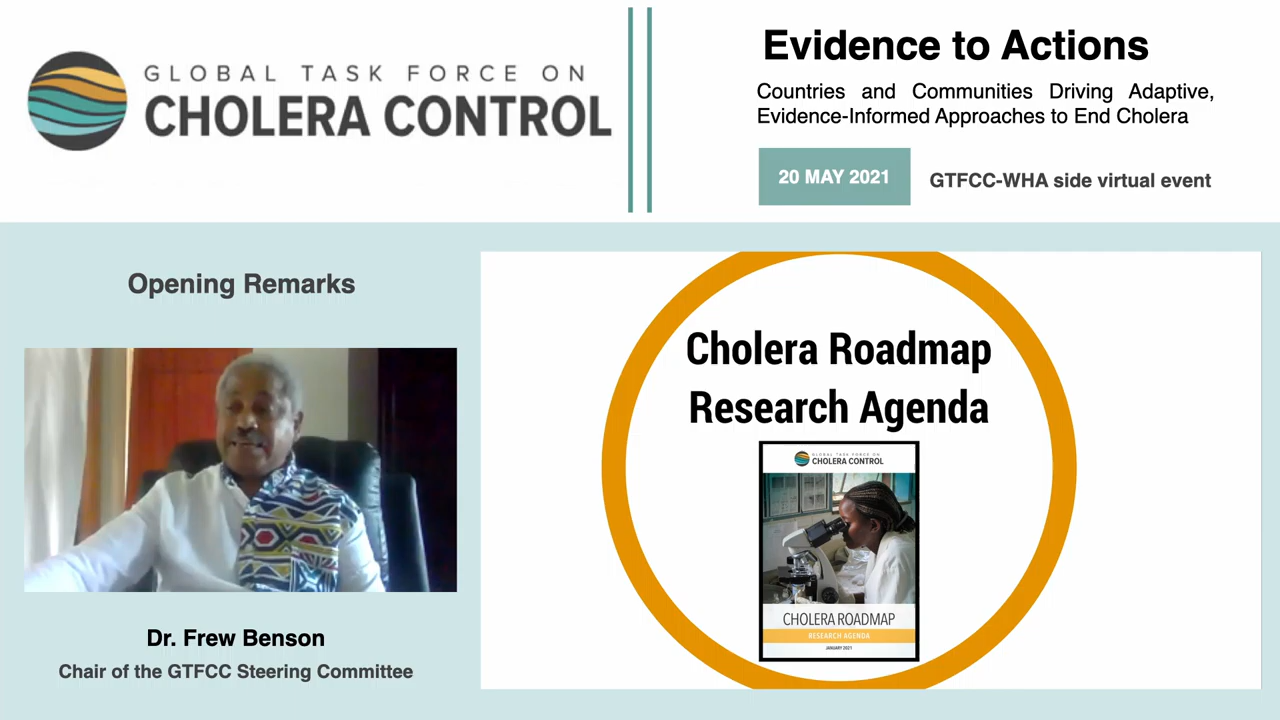 GLOBAL TASK FORCE ON
CHOLERA CONTROL
Evidence to Actions
Countries and Communities Driving Adaptive,
Evidence-Informed Approaches to End Cholera
20 MAY 2021
GTFCC-WHA side virtual event
Opening Remarks
Dr. Frew Benson
Chair of the GTFCC Steering Committee
Cholera Roadmap
Research Agenda
GLOBAL TASK FORCE ON
CHOLERA CONTROL
CHOLERA ROADMAP
RESEARCH AGENDA
JANUARY 2021